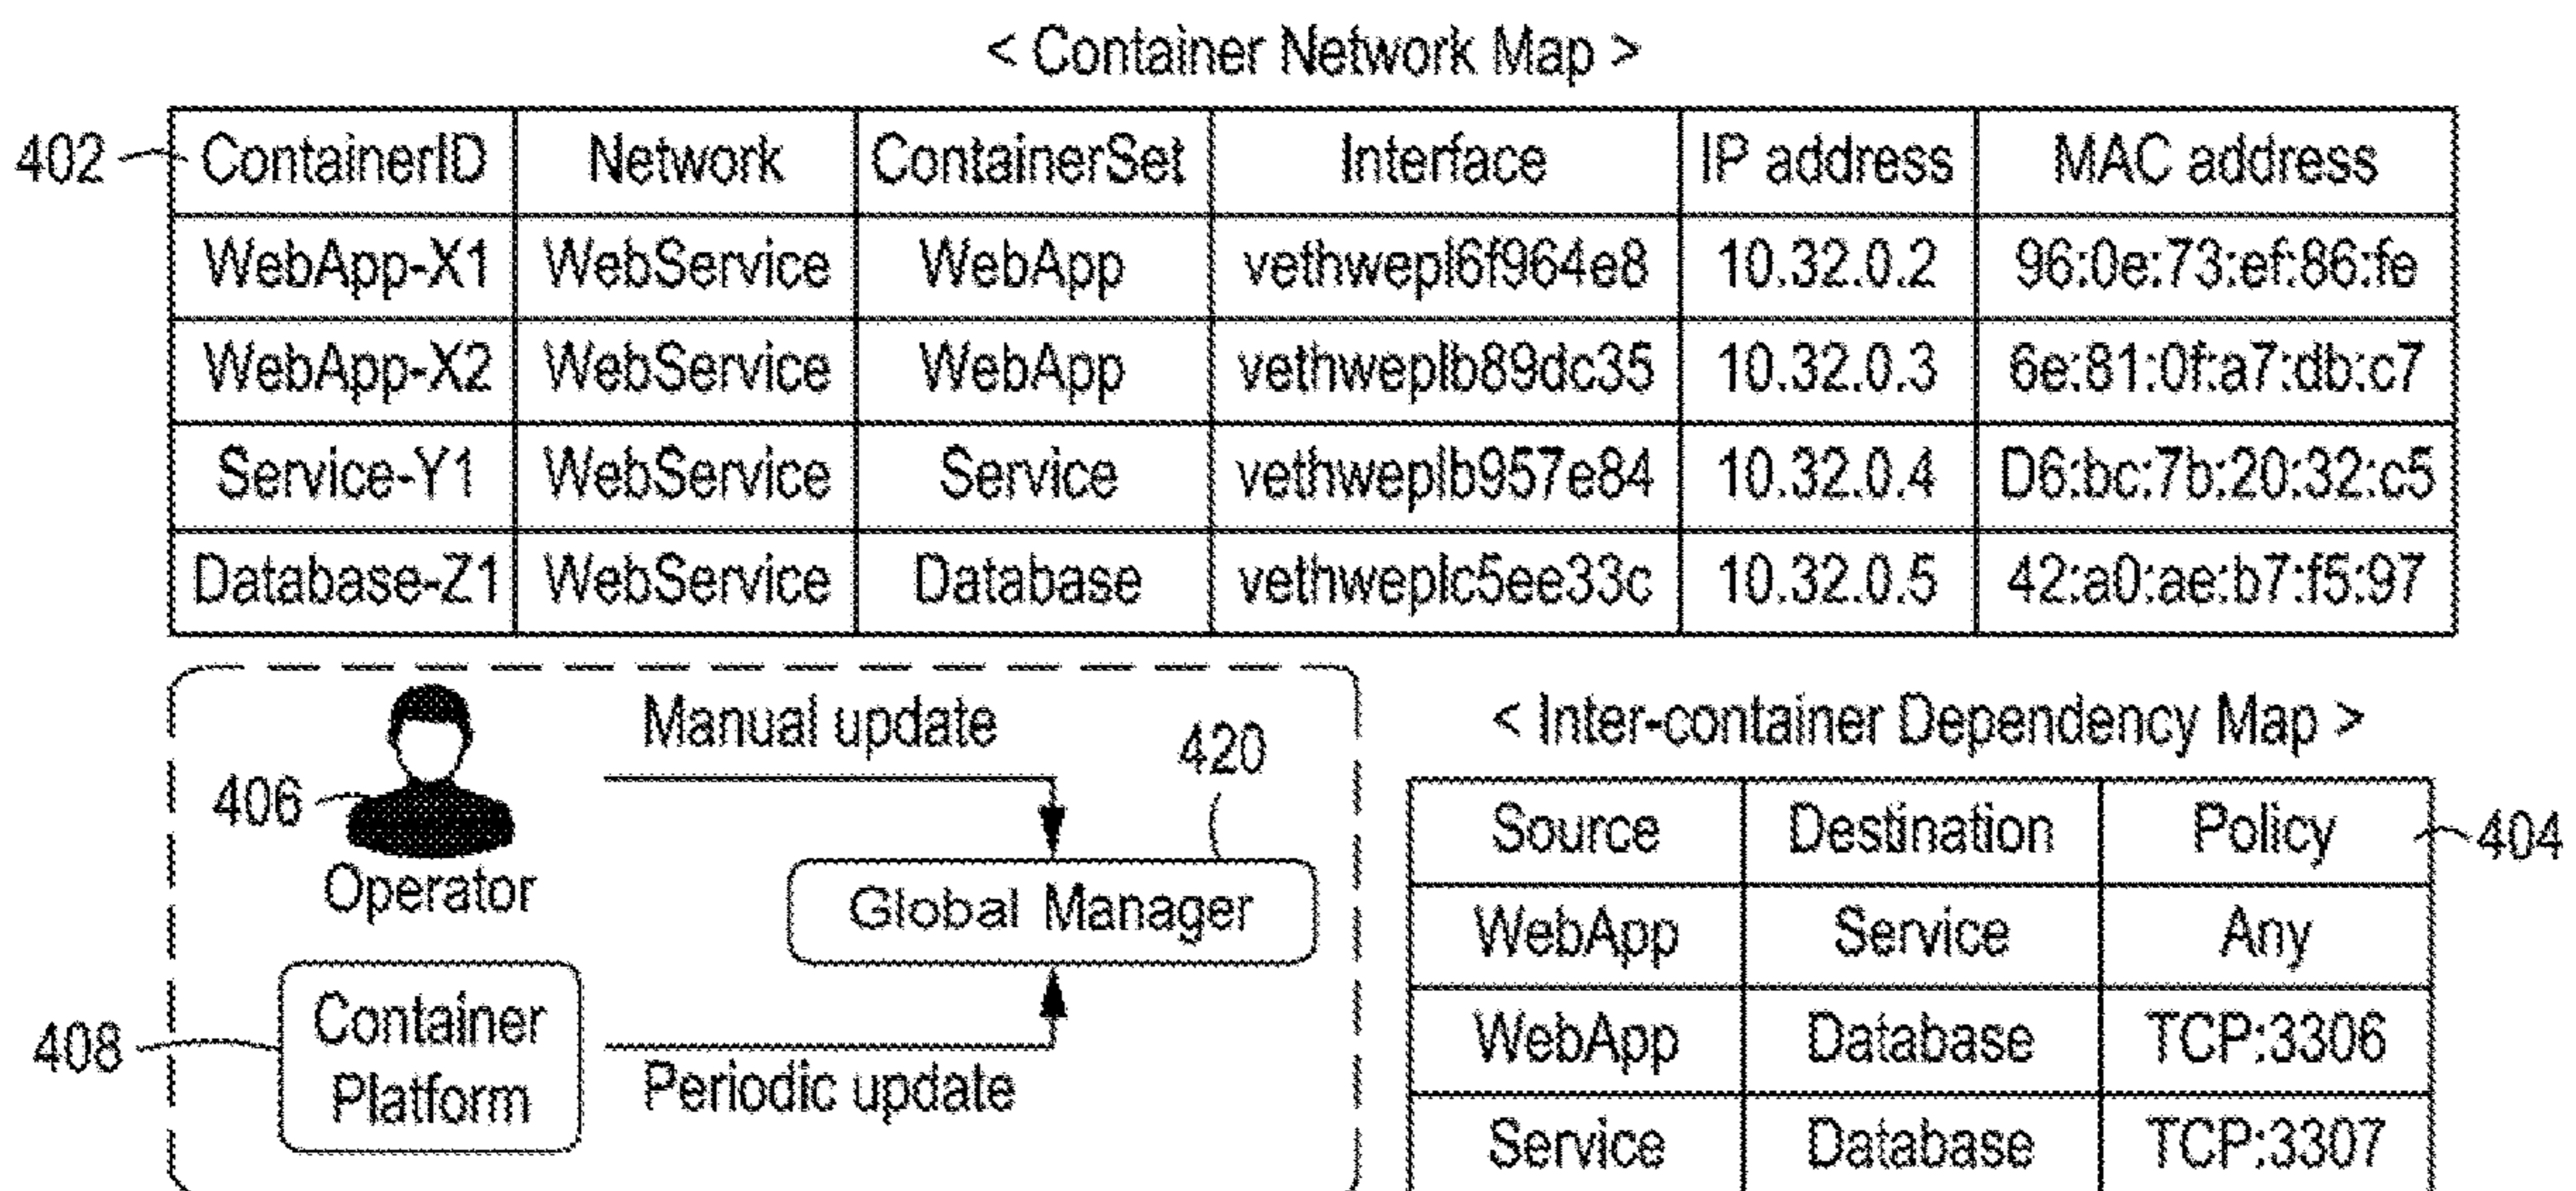 < Container Network Map >
402 ContainerID Network ContainerSet Interface IP address MAC address
WebApp-X1 WebService WebApp vethwepl6f964e8 10.32.0.2 96:0e:73:ef:86:fe
WebApp-X2 WebService WebApp vethweplb89dc35 10.32.0.3 6e:81:0f:a7:db:c7
Service-Y1 WebService Service vethweplb957e84 10.32.0.4 D6:bc:7b:20:32:c5
Database-Z1 WebService Database vethweplc5ee33c 10.32.0.5 42:a0:ae:b7:f5:97
Manual update
420
406
Operator
Global Manager
408
Container
Platform
Periodic update
< Inter-container Dependency Map >
Source Destination Policy 404
WebApp Service Any
WebApp Database TCP:3306
Service Database TCP:3307